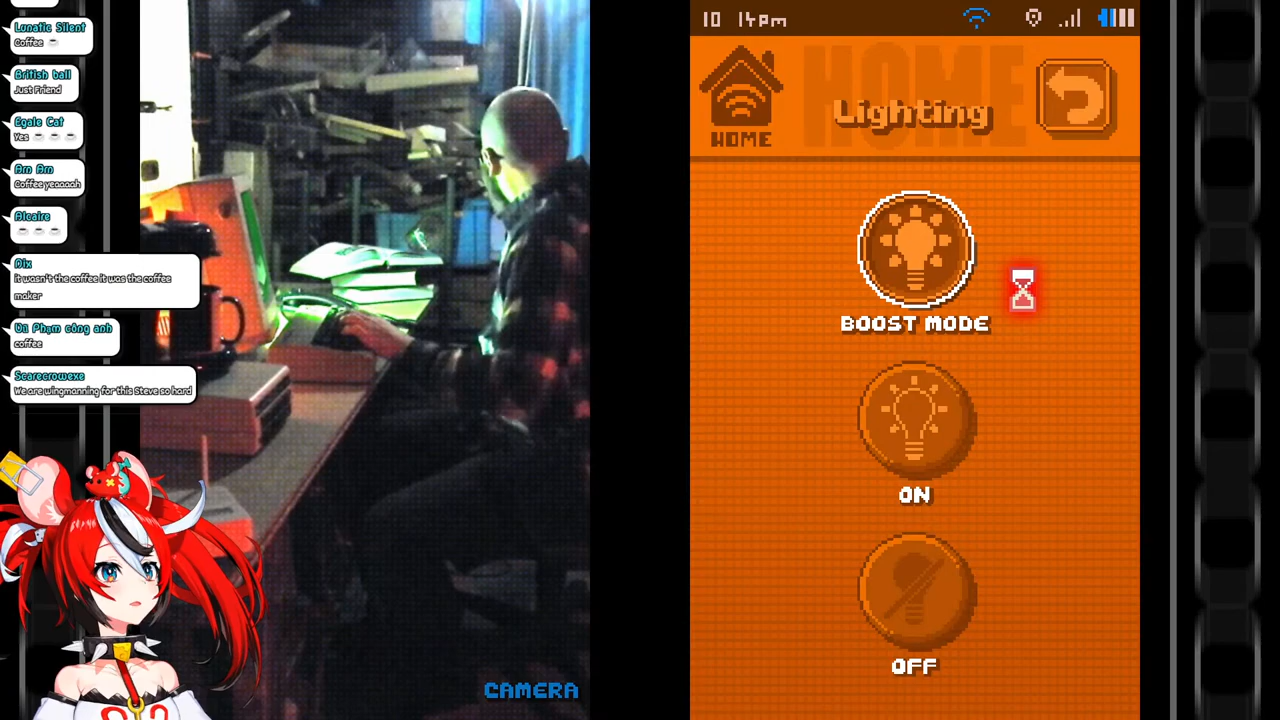 Lunatic Silent
Coffee
British ball
Just Friend
Egale Cat
Yes
Arn Arn
Coffee yeaaaah
Alcaire
Dix
it wasn't the coffee it was the coffee
maker
Vũ Phạm công anh
coffee
Scarecrowexe
We are wingmanning for this Steve so hard
CAMERA
10 14pm
HOME
HOME
Lighting
BOOST MODE
ON
OFF